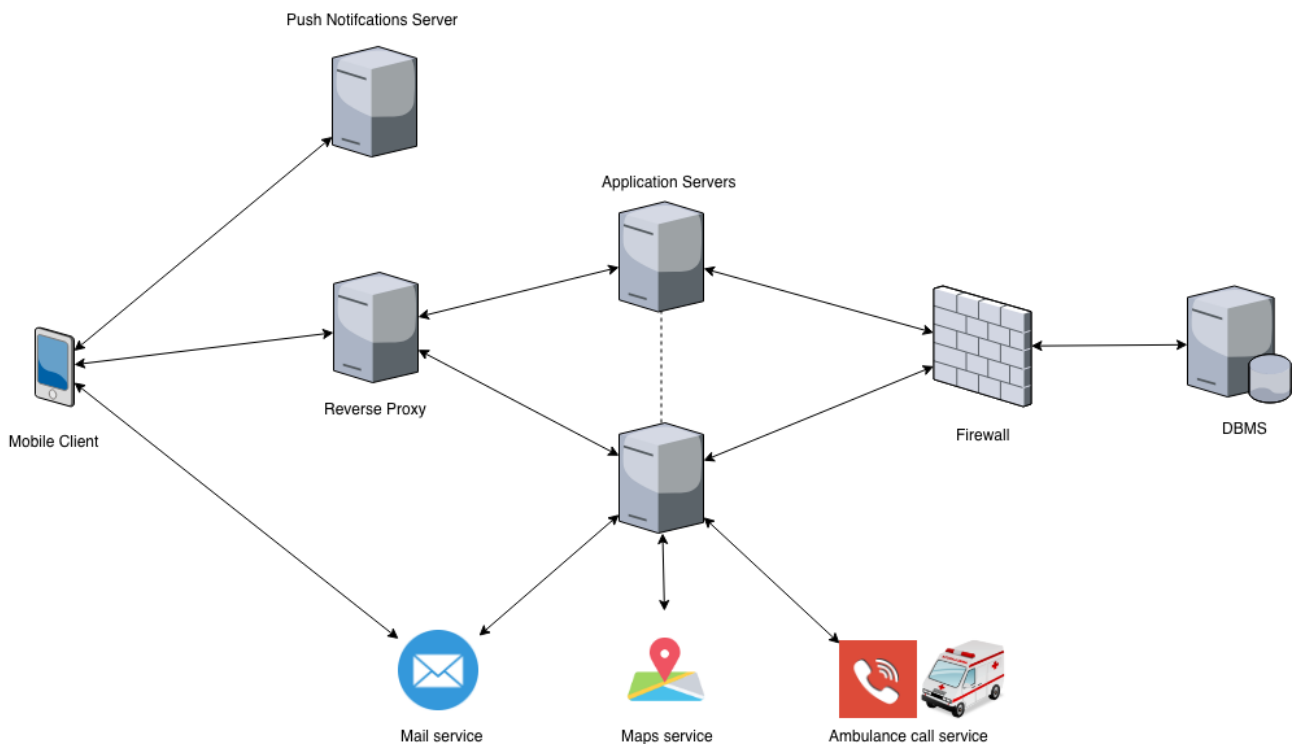 Push Notifcations Server
Application Servers
Reverse Proxy
Mobile Client
Firewall
DBMS
Mail service
Maps service
Ambulance call service